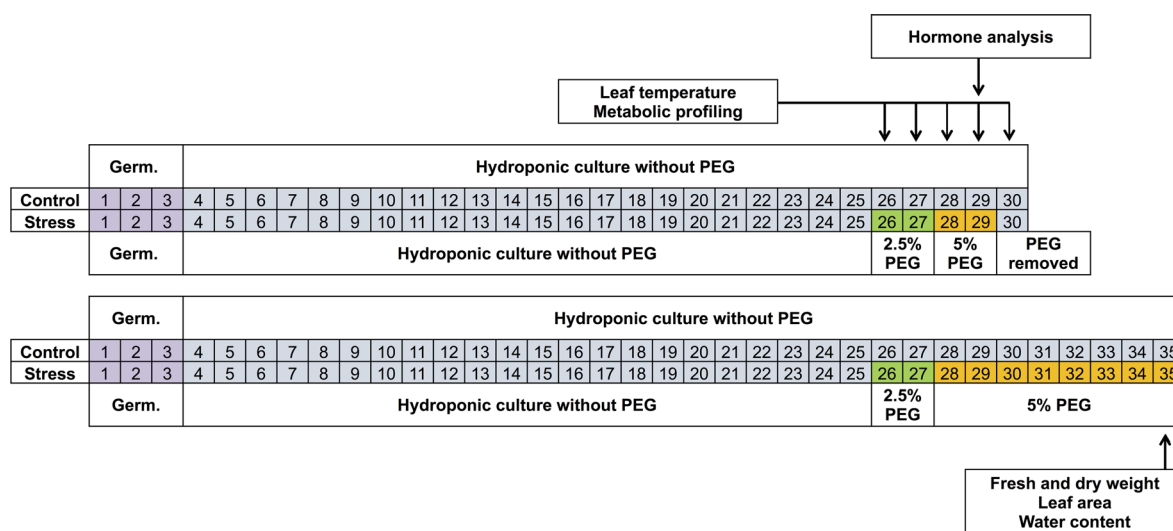 Hormone analysis
Leaf temperature
Metabolic profiling
Germ. Hydroponic culture without PEG
Control 1 2 3 4 5 6 7 8 9 10 11 12 13 14 15 16 17 18 19 20 21 22 23 24 25 26 27 28 29 30
Stress 1 2 3 4 5 6 7 8 9 10 11 12 13 14 15 16 17 18 19 20 21 22 23 24 25 26 27 28 29 30
Germ. Hydroponic culture without PEG 2.5% PEG 5% PEG PEG removed
Germ. Hydroponic culture without PEG
Control 1 2 3 4 5 6 7 8 9 10 11 12 13 14 15 16 17 18 19 20 21 22 23 24 25 26 27 28 29 30 31 32 33 34 35
Stress 1 2 3 4 5 6 7 8 9 10 11 12 13 14 15 16 17 18 19 20 21 22 23 24 25 26 27 28 29 30 31 32 33 34 35
Germ. Hydroponic culture without PEG 2.5% PEG 5% PEG
Fresh and dry weight
Leaf area
Water content